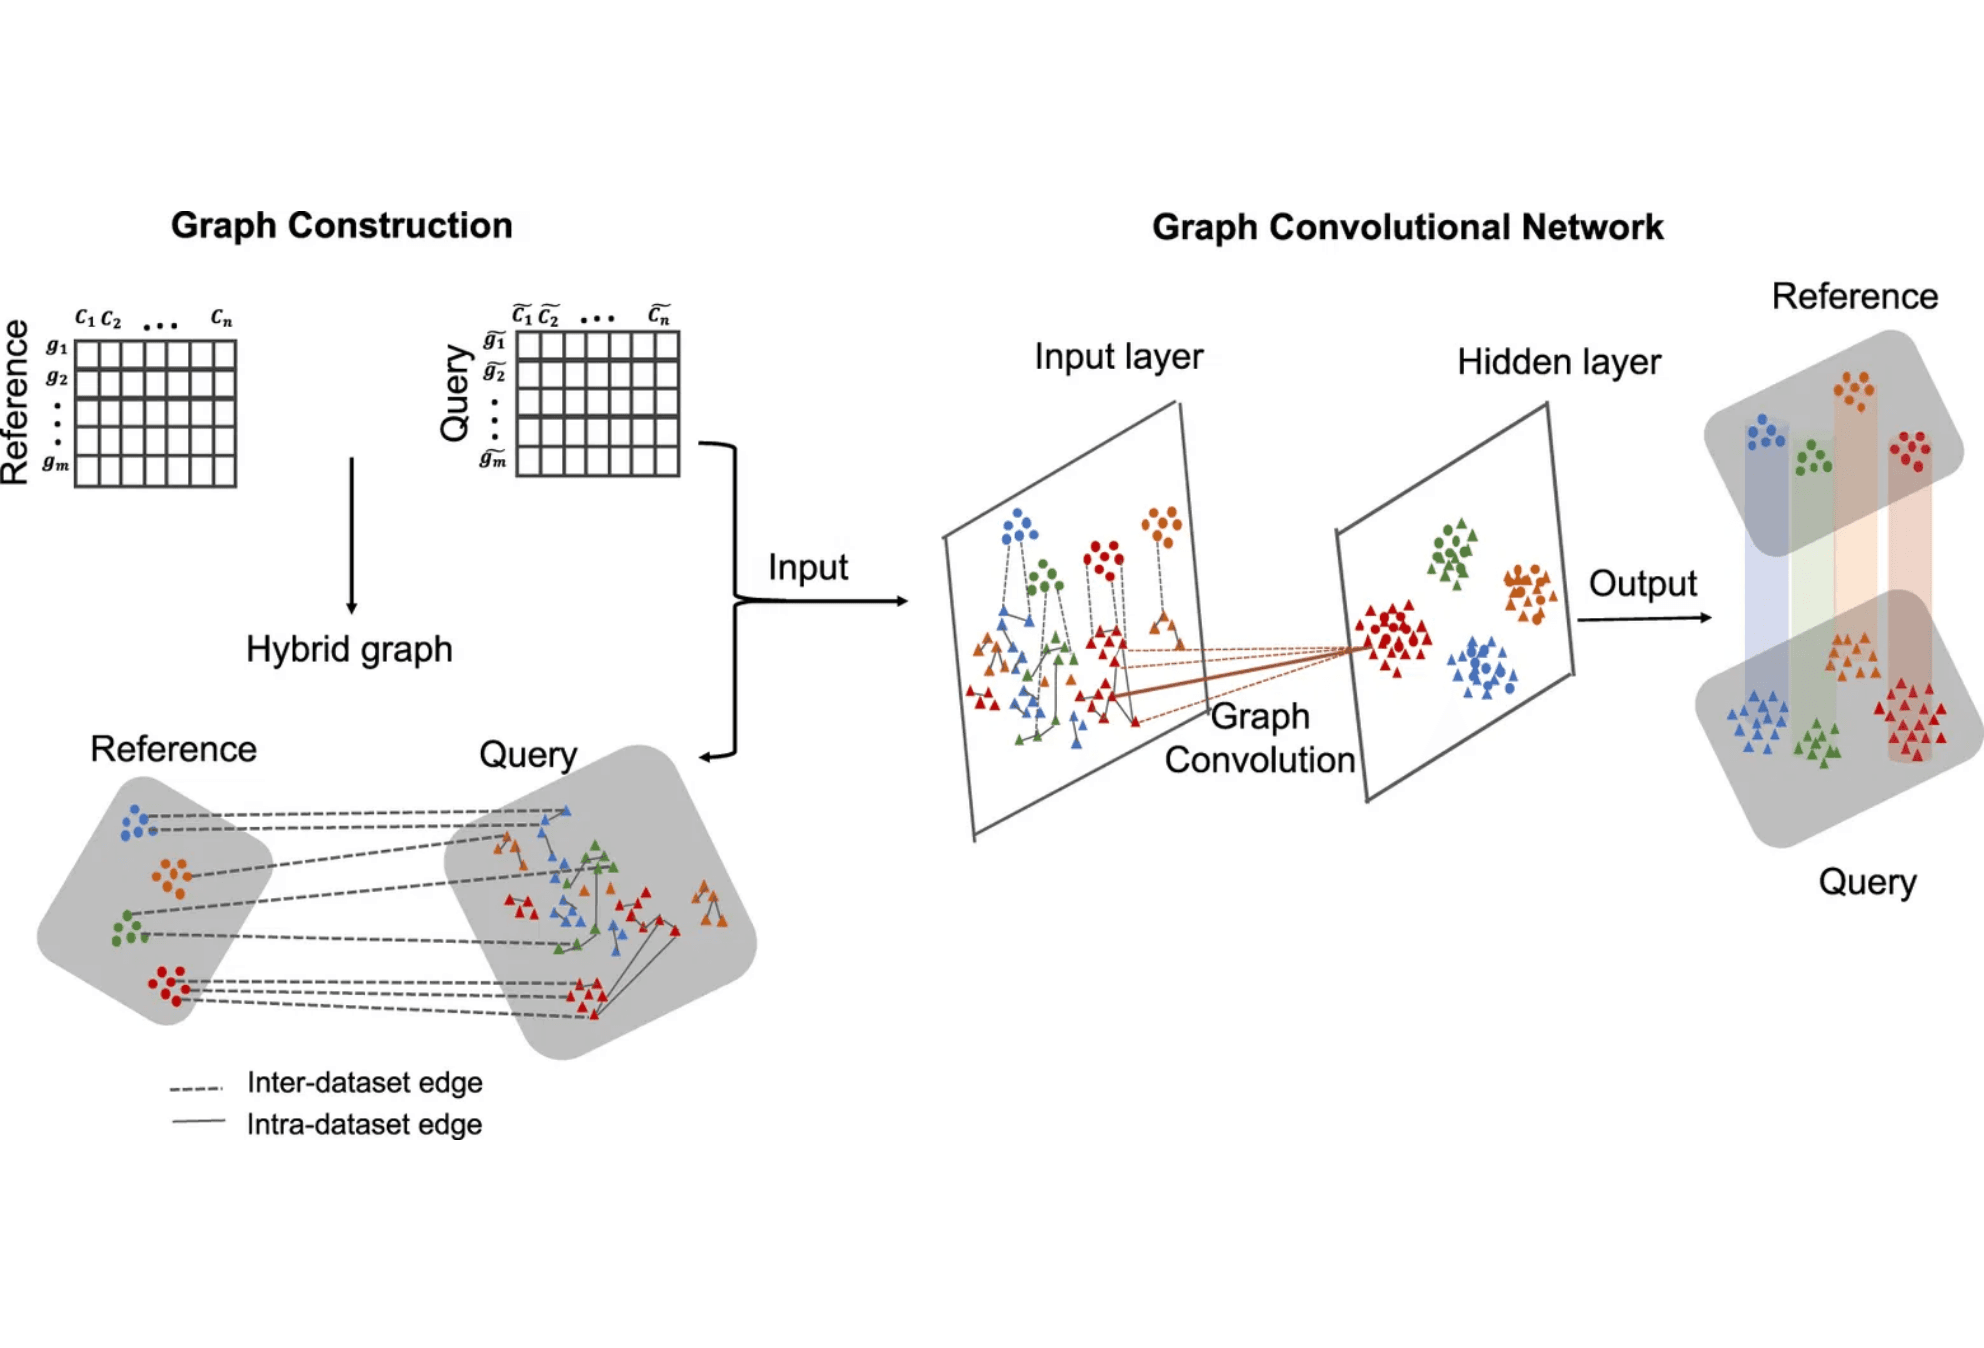 Graph Construction
Graph Convolutional Network
Reference
C₁ C₂ ... Cₙ
g₁
g₂
⋮
gₘ
Query
C̃₁ C̃₂ ... C̃ₙ
g̃₁
g̃₂
⋮
g̃ₘ
Hybrid graph
Input
Reference
Query
Inter-dataset edge
Intra-dataset edge
Input layer
Graph
Convolution
Hidden layer
Output
Reference
Query